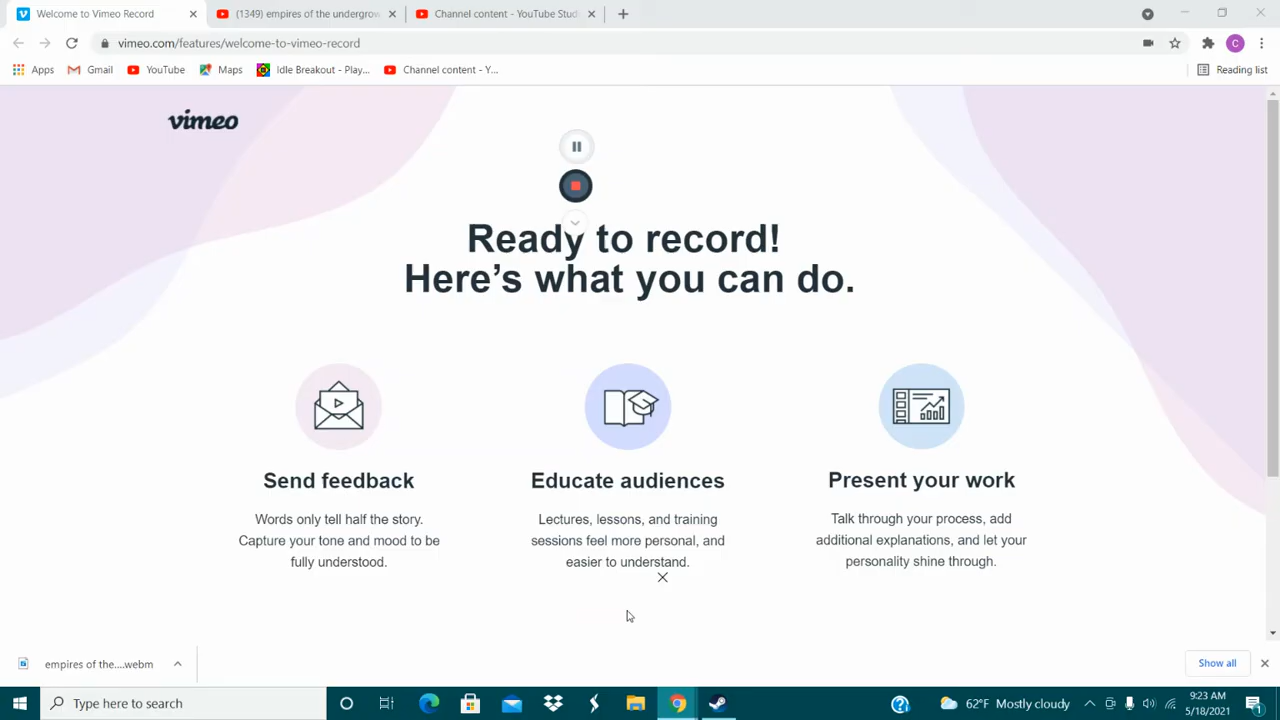 Welcome to Vimeo Record
(1349) empires of the undergrow
Channel content - YouTube Stud
vimeo.com/features/welcome-to-vimeo-record
Apps
Gmail
YouTube
Maps
Idle Breakout - Play...
Channel content - Y...
Reading list
vimeo
Ready to record!
Here's what you can do.
Send feedback
Words only tell half the story.
Capture your tone and mood to be
fully understood.
Educate audiences
Lectures, lessons, and training
sessions feel more personal, and
easier to understand.
Present your work
Talk through your process, add
additional explanations, and let your
personality shine through.
empires of the....webm
Show all
Type here to search
62°F Mostly cloudy
9:23 AM
5/18/2021
1
C